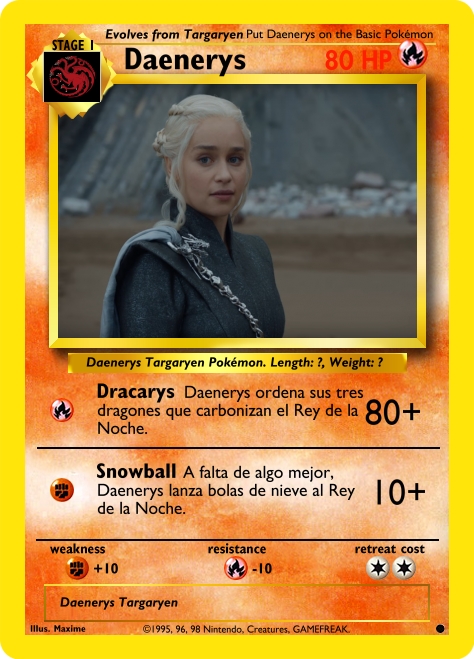 Evolves from Targaryen Put Daenerys on the Basic Pokémon
STAGE 1
Daenerys 80 HP
Daenerys Targaryen Pokémon. Length: ?, Weight: ?
Dracarys Daenerys ordena sus tres
dragones que carbonizan el Rey de la
Noche.
80+
Snowball A falta de algo mejor,
Daenerys lanza bolas de nieve al Rey
de la Noche.
10+
weakness resistance retreat cost
+10 -10
Daenerys Targaryen
Illus. Maxime ©1995, 96, 98 Nintendo, Creatures, GAMEFREAK.